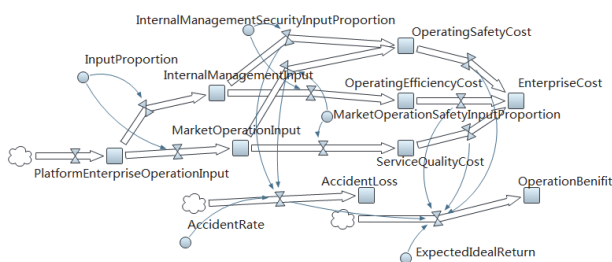 InternalManagementSecurityInputProportion
OperatingSafetyCost
InputProportion
InternalManagementInput
OperatingEfficiencyCost
EnterpriseCost
MarketOperationSafetyInputProportion
MarketOperationInput
ServiceQualityCost
PlatformEnterpriseOperationInput
AccidentLoss
OperationBenifit
AccidentRate
ExpectedIdealReturn